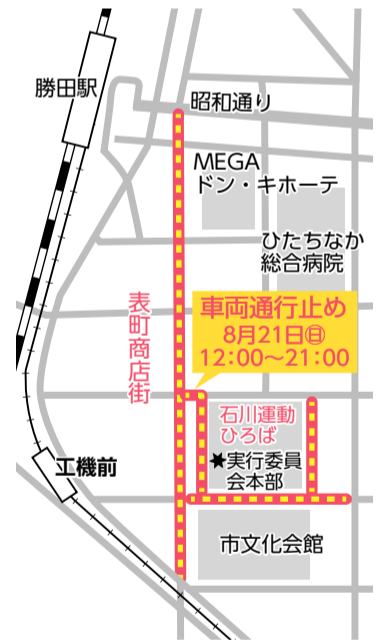 勝田駅
昭和通り
MEGA
ドン・キホーテ
ひたちなか
総合病院
表町商店街
車両通行止め
8月21日㊐
12:00〜21:00
石川運動
ひろば
★実行委員
会本部
工機前
市文化会館